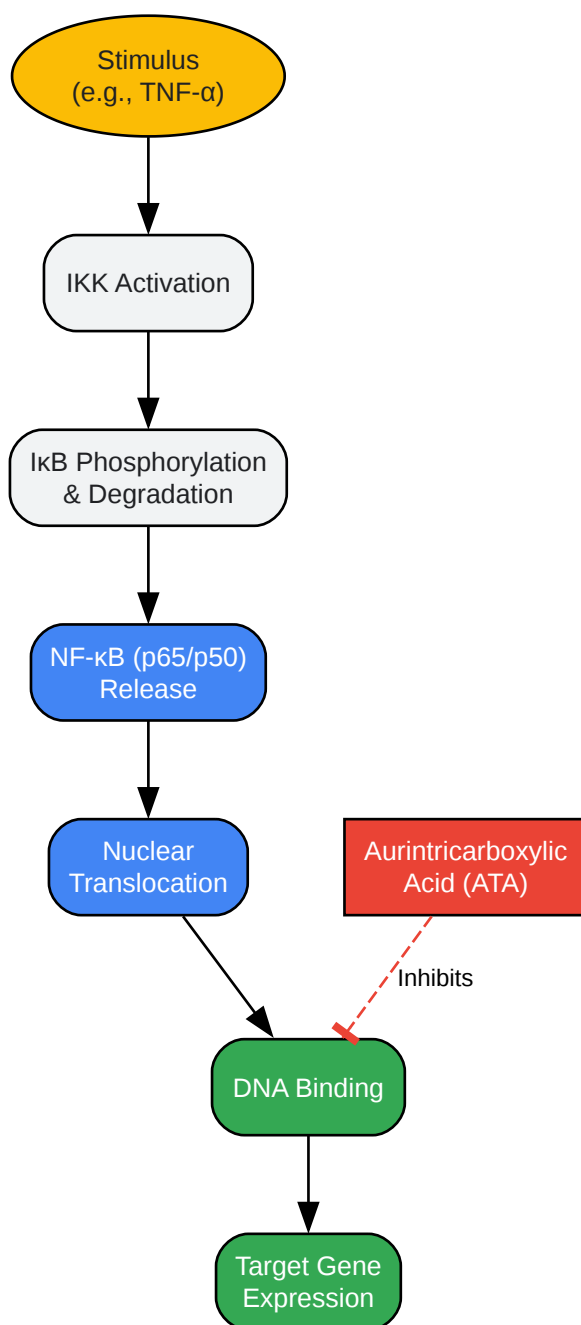 Stimulus
(e.g., TNF-α)
IKK Activation
IκB Phosphorylation
& Degradation
NF-κB (p65/p50)
Release
Nuclear
Translocation
Aurintricarboxylic
Acid (ATA)
Inhibits
DNA Binding
Target Gene
Expression